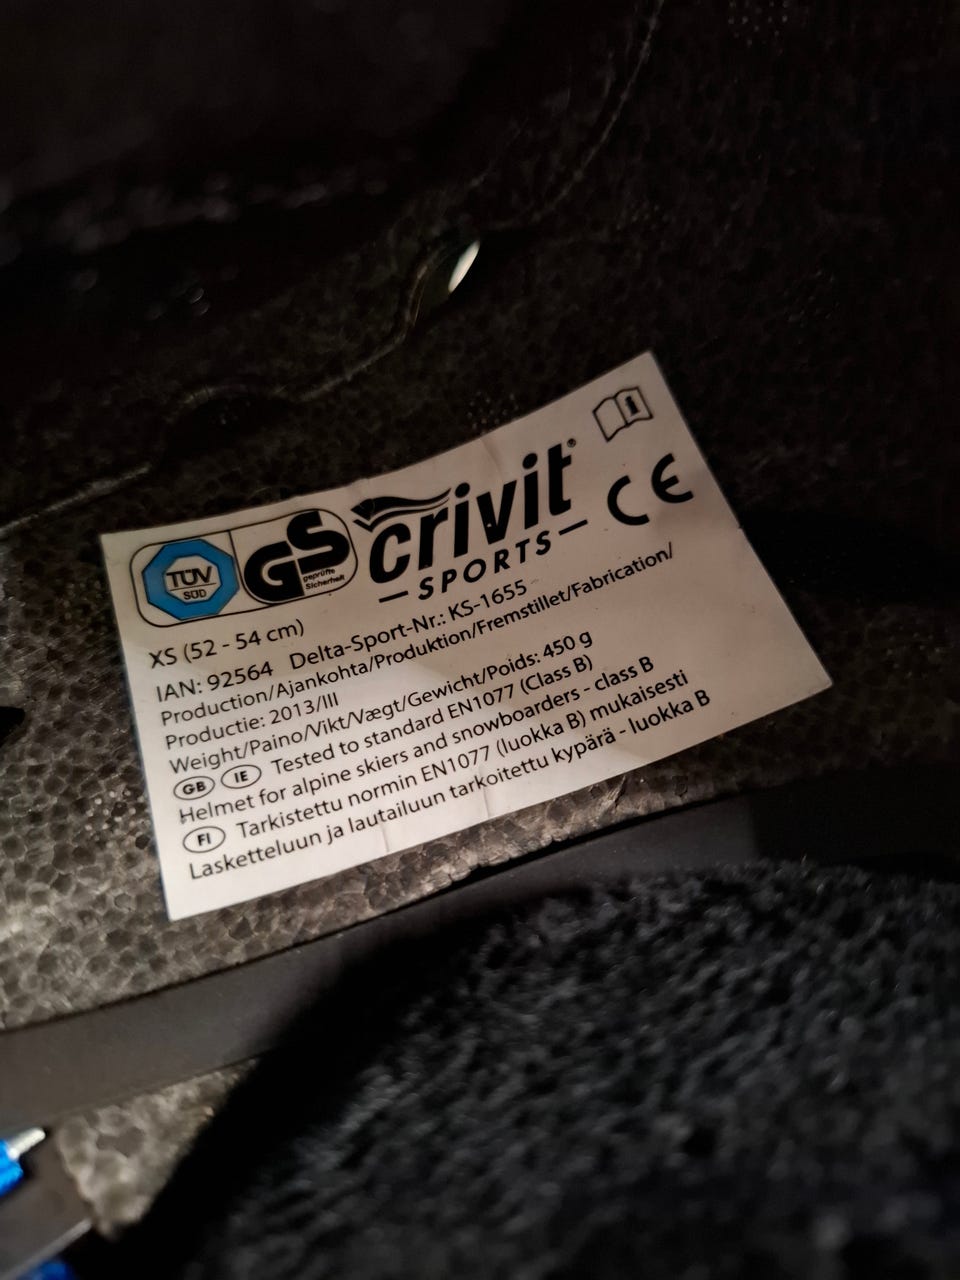 TÜV
SÜD
GS
geprüfte
Sicherheit
crivit®
SPORTS
CE
XS (52 - 54 cm)
IAN: 92564 Delta-Sport-Nr.: KS-1655
Production/Ajankohta/Produktion/Fremstillet/Fabrication/
Productie: 2013/III
Weight/Paino/Vikt/Vægt/Gewicht/Poids: 450 g
GB IE Tested to standard EN1077 (Class B)
Helmet for alpine skiers and snowboarders - class B
FI Tarkistettu normin EN1077 (luokka B) mukaisesti
Lasketteluun ja lautailuun tarkoitettu kypärä - luokka B